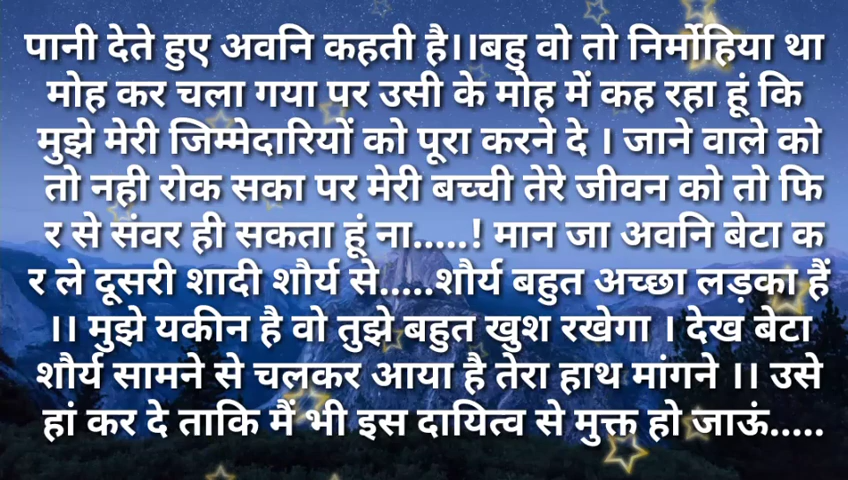 पानी देते हुए अवनि कहती है।।बहु वो तो निर्मोहिया था
मोह कर चला गया पर उसी के मोह में कह रहा हूं कि
मुझे मेरी जिम्मेदारियों को पूरा करने दे । जाने वाले को
तो नही रोक सका पर मेरी बच्ची तेरे जीवन को तो फि
र से संवर ही सकता हूं ना.....! मान जा अवनि बेटा क
र ले दूसरी शादी शौर्य से.....शौर्य बहुत अच्छा लड़का हैं
।। मुझे यकीन है वो तुझे बहुत खुश रखेगा । देख बेटा
शौर्य सामने से चलकर आया है तेरा हाथ मांगने ।। उसे
हां कर दे ताकि मैं भी इस दायित्व से मुक्त हो जाऊं.....